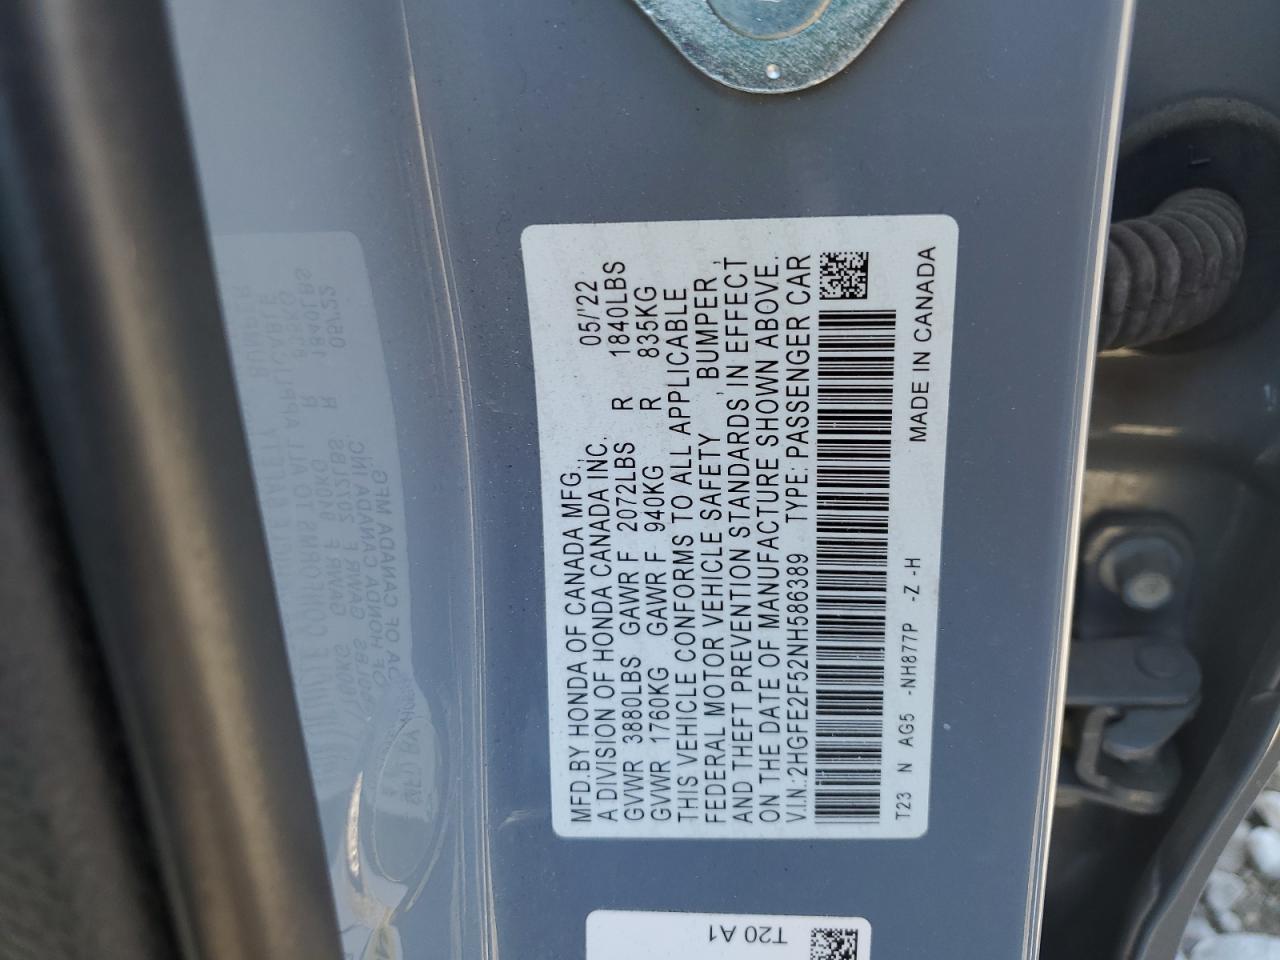 MFD.BY HONDA OF CANADA MFG., 05/'22
A DIVISION OF HONDA CANADA INC.
GVWR 3880LBS GAWR F 2072LBS R 1840LBS
GVWR 1760KG GAWR F 940KG R 835KG
THIS VEHICLE CONFORMS TO ALL APPLICABLE
FEDERAL MOTOR VEHICLE SAFETY , BUMPER ,
AND THEFT PREVENTION STANDARDS IN EFFECT
ON THE DATE OF MANUFACTURE SHOWN ABOVE.
V.I.N.:2HGFE2F52NH586389 TYPE: PASSENGER CAR
T23 N AG5 -NH877P -Z -H MADE IN CANADA
T20 A1